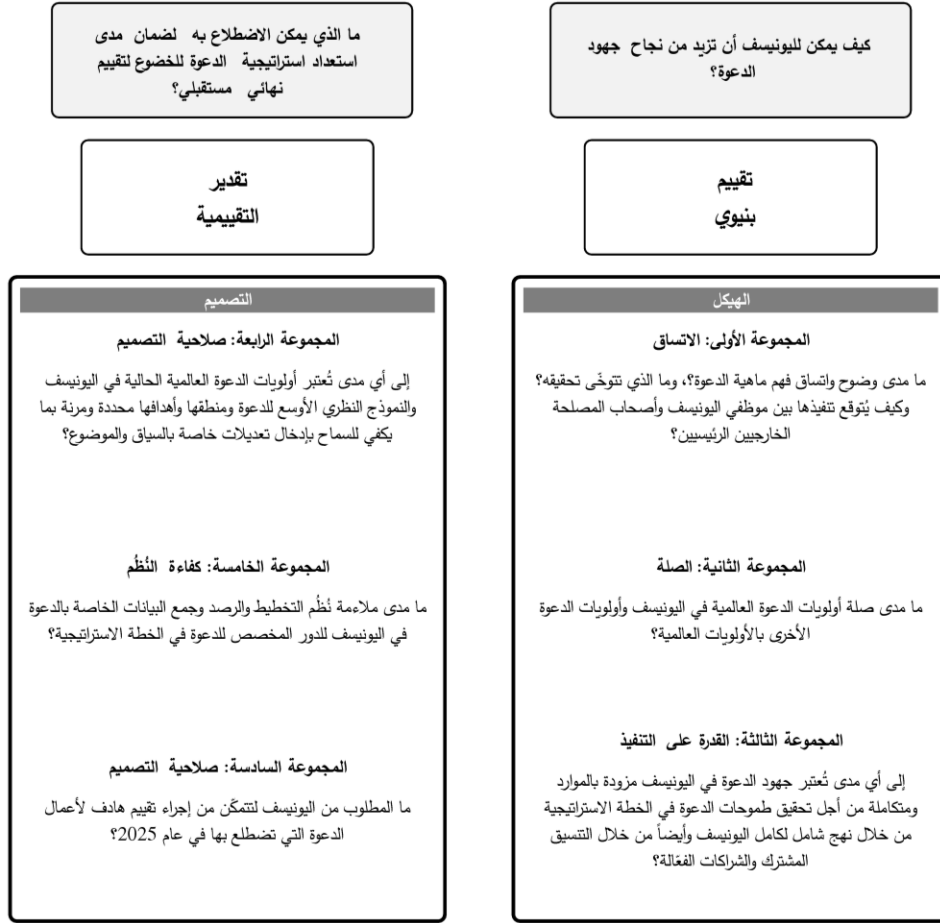 كيف يمكن لليونيسف أن تزيد من نجاح جهود
الدعوة؟
تقييم
بنيوي
الهيكل
المجموعة الأولى: الاتساق
ما مدى وضوح واتساق فهم ماهية الدعوة؟، وما الذي تتوخّى تحقيقه؟
وكيف يُتوقع تنفيذها بين موظفي اليونيسف وأصحاب المصلحة
الخارجيين الرئيسيين؟
المجموعة الثانية: الصلة
ما مدى صلة أولويات الدعوة العالمية في اليونيسف وأولويات الدعوة
الأخرى بالأولويات العالمية؟
المجموعة الثالثة: القدرة على التنفيذ
إلى أي مدى تُعتبر جهود الدعوة في اليونيسف مزودة بالموارد
ومتكاملة من أجل تحقيق طموحات الدعوة في الخطة الاستراتيجية
من خلال نهج شامل لكامل اليونيسف وأيضاً من خلال التنسيق
المشترك والشراكات الفعّالة؟
ما الذي يمكن الاضطلاع به لضمان مدى
استعداد استراتيجية الدعوة للخضوع لتقييم
نهائي مستقبلي؟
تقدير
التقييمية
التصميم
المجموعة الرابعة: صلاحية التصميم
إلى أي مدى تُعتبر أولويات الدعوة العالمية الحالية في اليونيسف
والنموذج النظري الأوسع للدعوة ومنطقها وأهدافها محددة ومرنة بما
يكفي للسماح بإدخال تعديلات خاصة بالسياق والموضوع؟
المجموعة الخامسة: كفاءة النُظُم
ما مدى ملاءمة نُظُم التخطيط والرصد وجمع البيانات الخاصة بالدعوة
في اليونيسف للدور المخصص للدعوة في الخطة الاستراتيجية؟
المجموعة السادسة: صلاحية التصميم
ما المطلوب من اليونيسف لتتمكّن من إجراء تقييم هادف لأعمال
الدعوة التي تضطلع بها في عام 2025؟